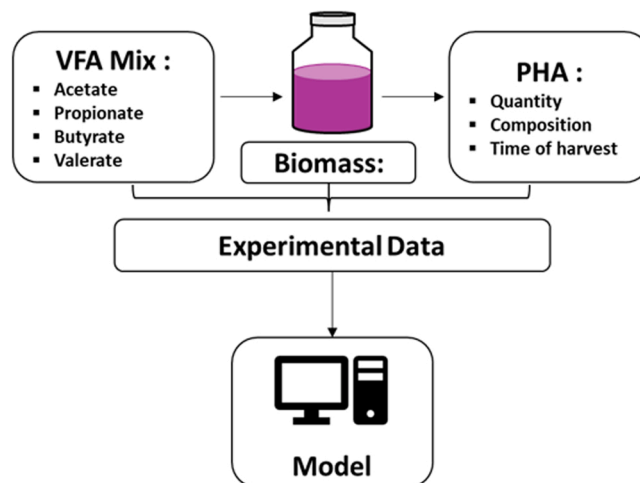 VFA Mix :
▪ Acetate
▪ Propionate
▪ Butyrate
▪ Valerate
Biomass:
PHA :
▪ Quantity
▪ Composition
▪ Time of harvest
Experimental Data
Model